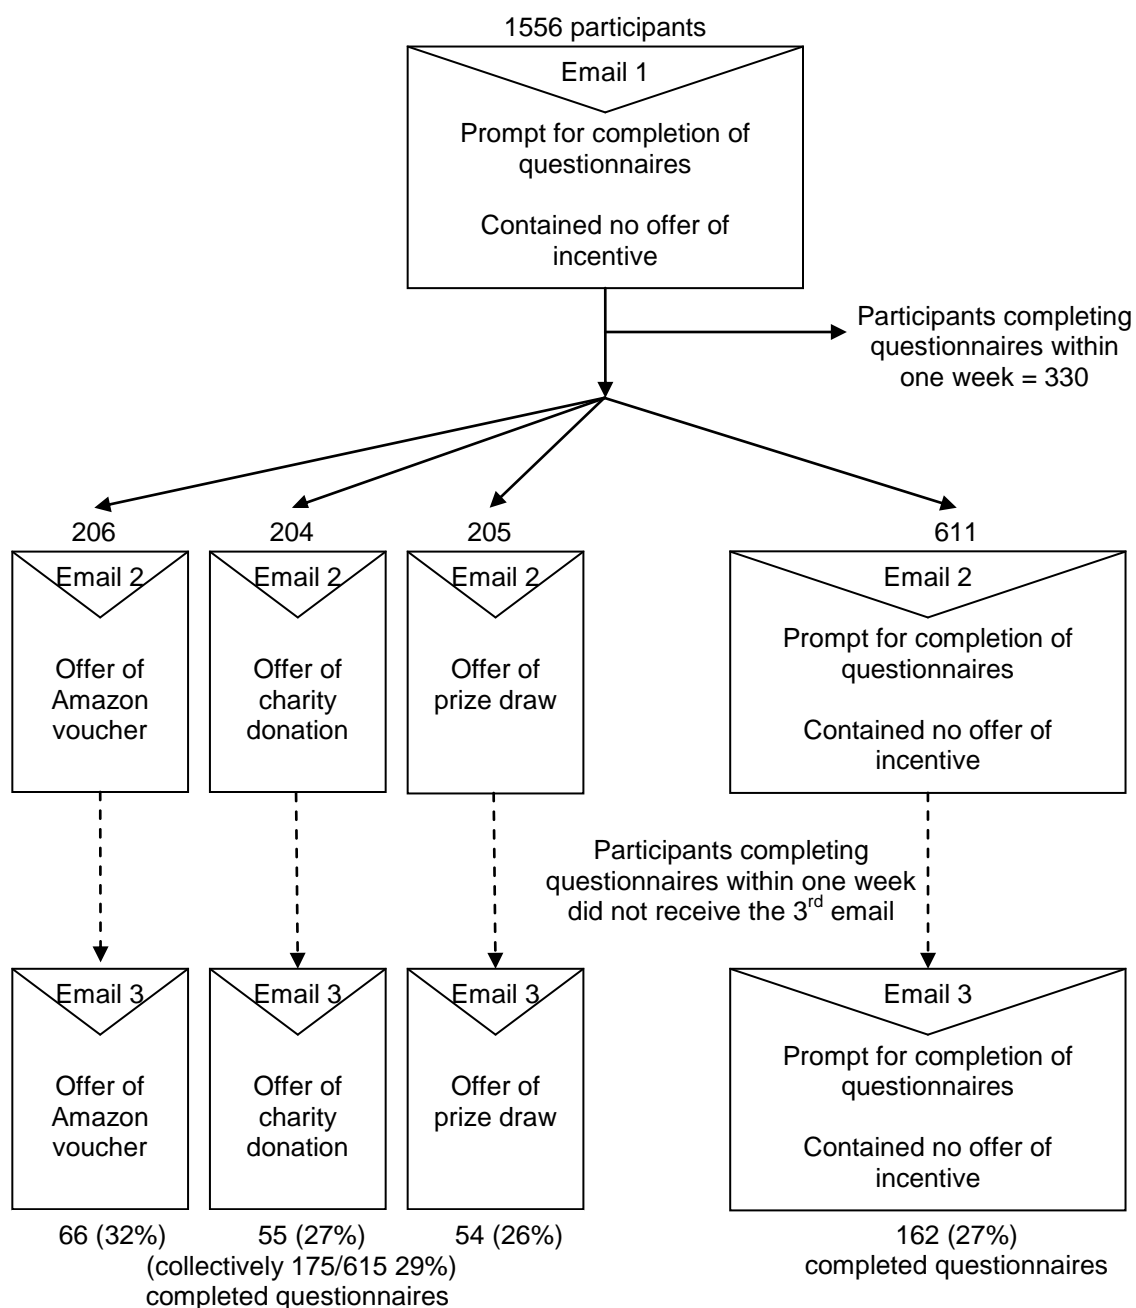 1556 participants
Email 1
Prompt for completion of
questionnaires
Contained no offer of
incentive
Participants completing
questionnaires within
one week = 330
206
Email 2
Offer of
Amazon
voucher
204
Email 2
Offer of
charity
donation
205
Email 2
Offer of
prize draw
611
Email 2
Prompt for completion of
questionnaires
Contained no offer of
incentive
Participants completing
questionnaires within one week
did not receive the 3rd email
Email 3
Offer of
Amazon
voucher
Email 3
Offer of
charity
donation
Email 3
Offer of
prize draw
Email 3
Prompt for completion of
questionnaires
Contained no offer of
incentive
66 (32%)
55 (27%)
54 (26%)
(collectively 175/615 29%)
completed questionnaires
162 (27%)
completed questionnaires